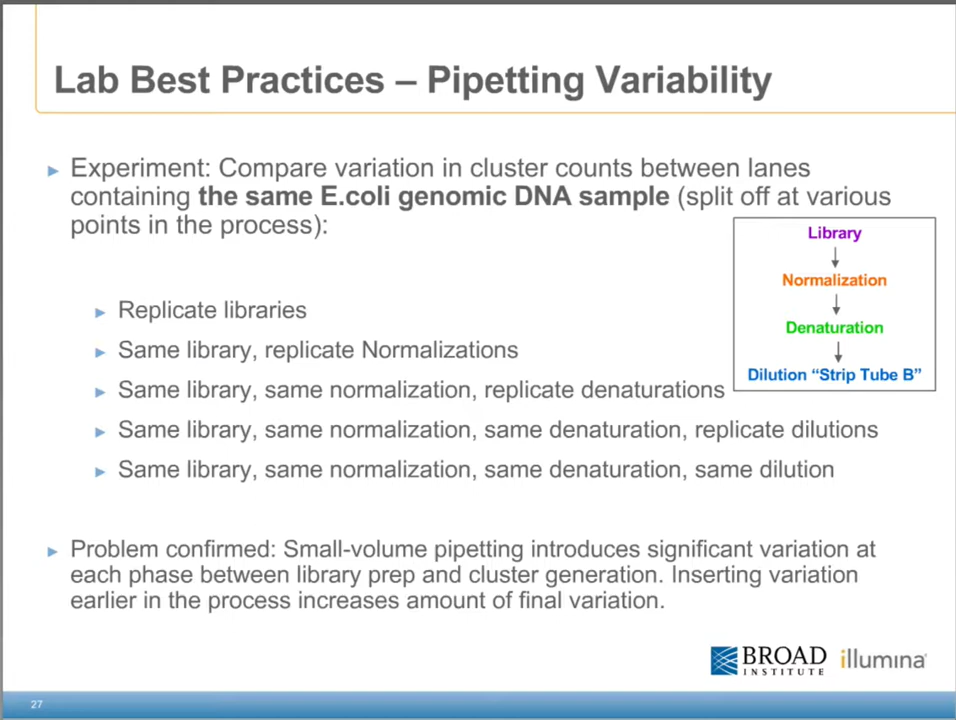 Lab Best Practices – Pipetting Variability
► Experiment: Compare variation in cluster counts between lanes
containing the same E.coli genomic DNA sample (split off at various
points in the process):
► Replicate libraries
► Same library, replicate Normalizations
► Same library, same normalization, replicate denaturations
► Same library, same normalization, same denaturation, replicate dilutions
► Same library, same normalization, same denaturation, same dilution
Library
Normalization
Denaturation
Dilution “Strip Tube B”
► Problem confirmed: Small-volume pipetting introduces significant variation at
each phase between library prep and cluster generation. Inserting variation
earlier in the process increases amount of final variation.
BROAD
INSTITUTE
illumina
27